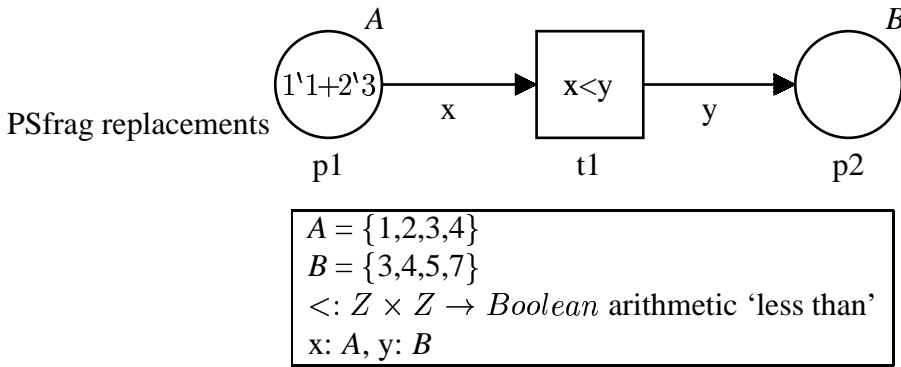 A B
1`1+2`3 x<y
x y
PSfrag replacements
p1 t1 p2
A = {1,2,3,4}
B = {3,4,5,7}
<: Z × Z → Boolean arithmetic ‘less than’
x: A, y: B